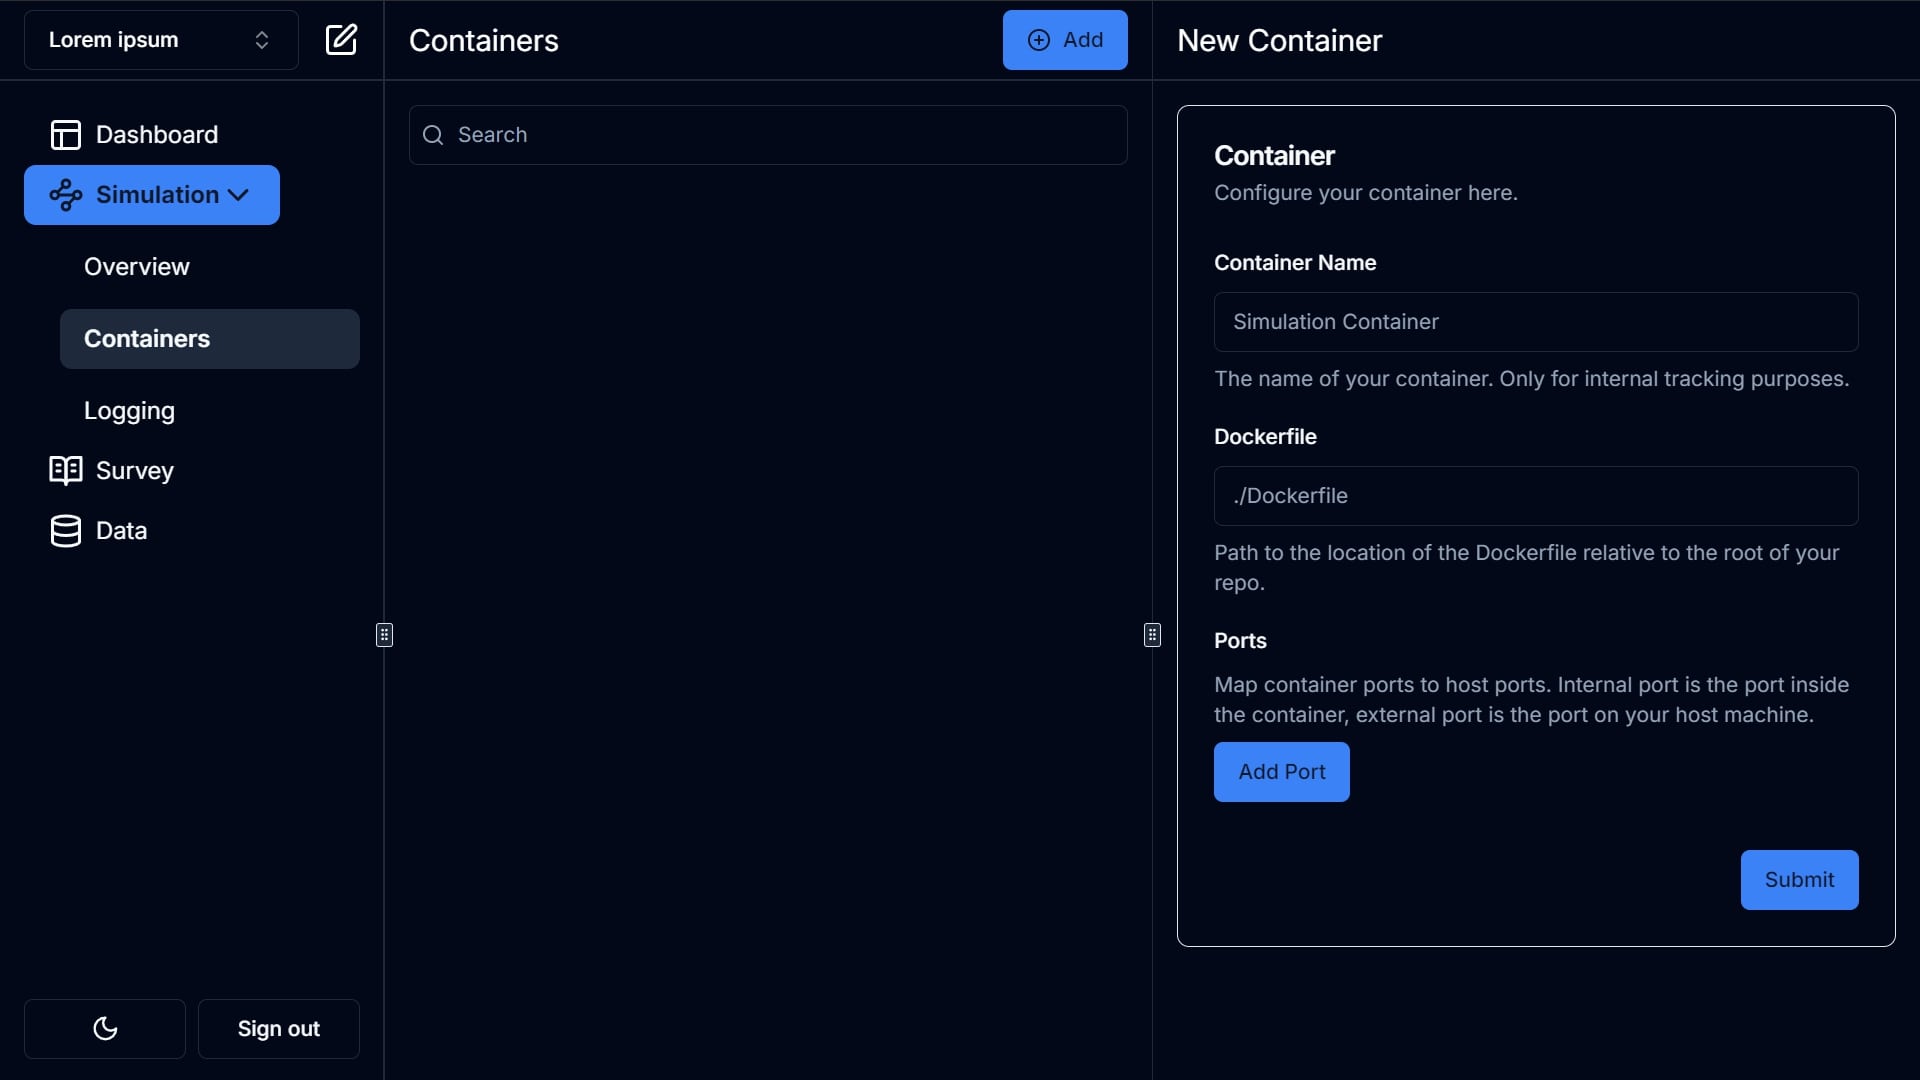 Lorem ipsum
Containers
Add
New Container
Dashboard
Simulation
Overview
Containers
Logging
Survey
Data
Sign out
Search
Container
Configure your container here.
Container Name
Simulation Container
The name of your container. Only for internal tracking purposes.
Dockerfile
./Dockerfile
Path to the location of the Dockerfile relative to the root of your
repo.
Ports
Map container ports to host ports. Internal port is the port inside
the container, external port is the port on your host machine.
Add Port
Submit